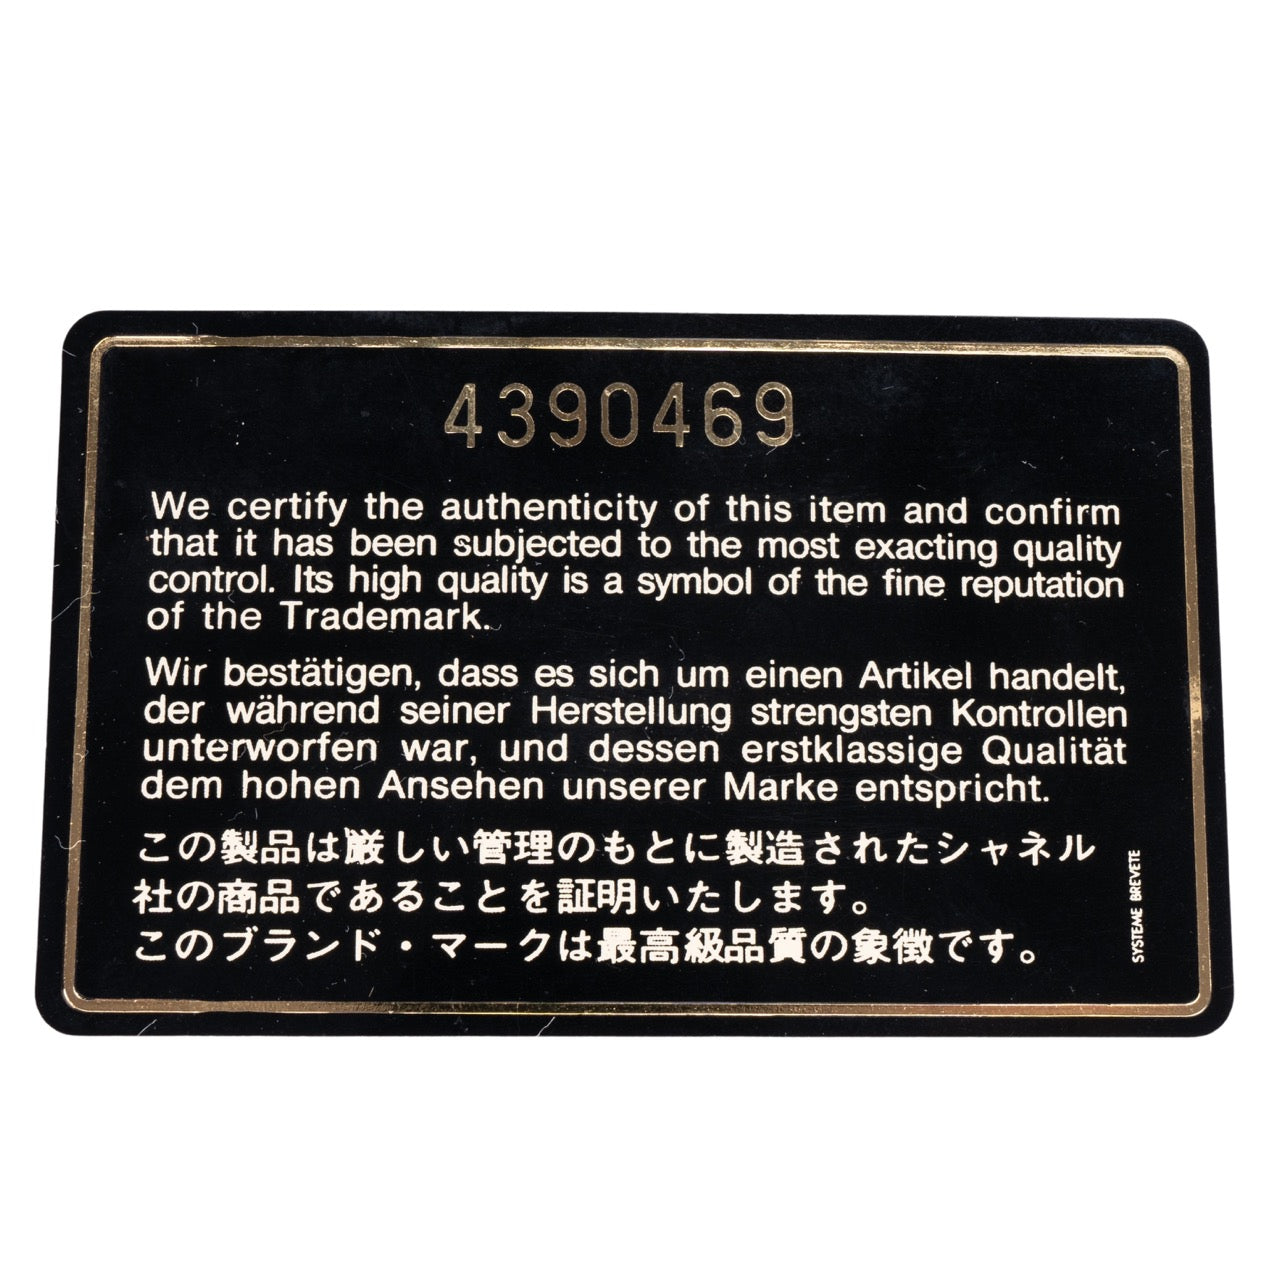 4390469
We certify the authenticity of this item and confirm
that it has been subjected to the most exacting quality
control. Its high quality is a symbol of the fine reputation
of the Trademark.
Wir bestätigen, dass es sich um einen Artikel handelt,
der während seiner Herstellung strengsten Kontrollen
unterworfen war, und dessen erstklassige Qualität
dem hohen Ansehen unserer Marke entspricht.
この製品は厳しい管理のもとに製造されたシャネル
社の商品であることを証明いたします。
このブランド・マークは最高級品質の象徴です。
SYSTEME BREVETE